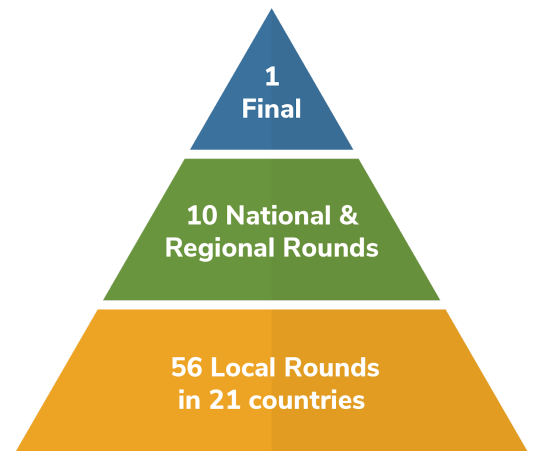 1
Final
10 National &
Regional Rounds
56 Local Rounds
in 21 countries